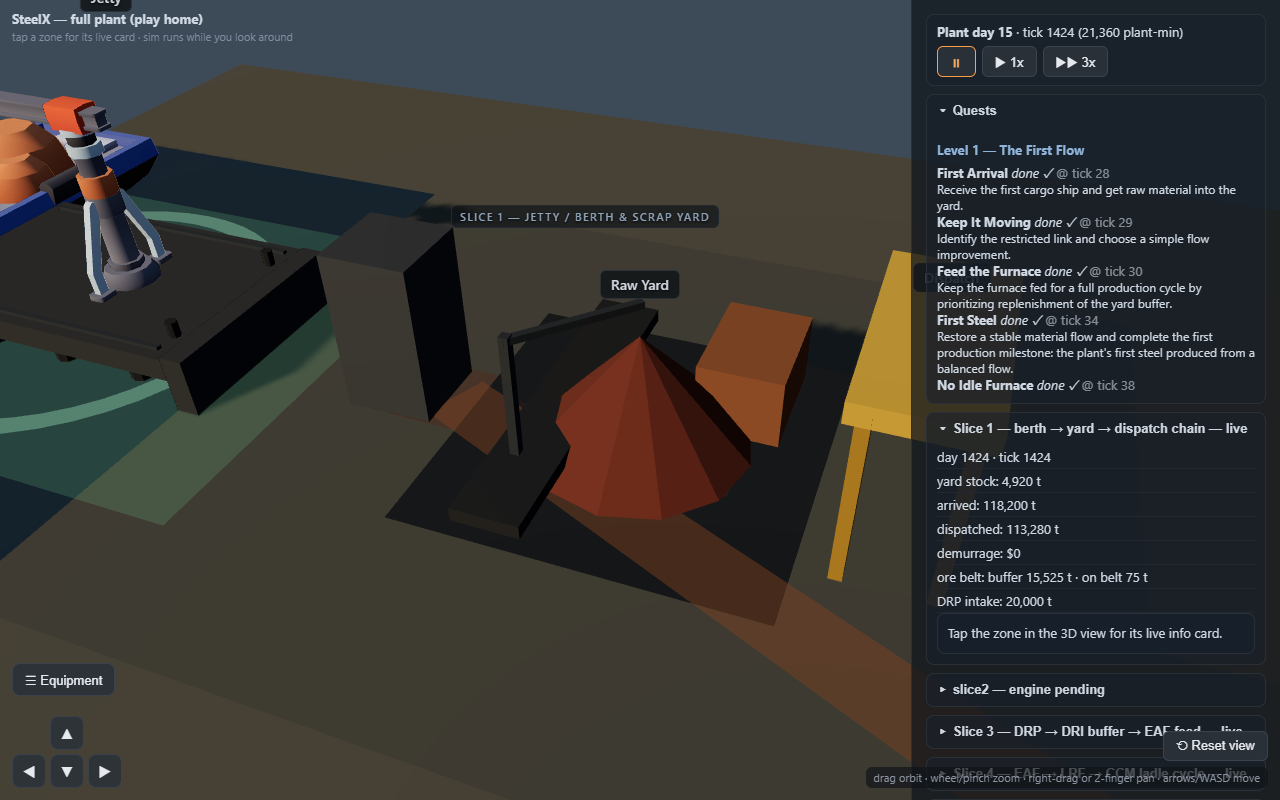 Jetty
SteelX — full plant (play home)
tap a zone for its live card · sim runs while you look around
SLICE 1 — JETTY / BERTH & SCRAP YARD
Raw Yard
☰ Equipment
Plant day 15 · tick 1424 (21,360 plant-min)
1x
3x
Quests
Level 1 — The First Flow
First Arrival done ✓ @ tick 28
Receive the first cargo ship and get raw material into the
yard.
Keep It Moving done ✓ @ tick 29
Identify the restricted link and choose a simple flow
improvement.
Feed the Furnace done ✓ @ tick 30
Keep the furnace fed for a full production cycle by
prioritizing replenishment of the yard buffer.
First Steel done ✓ @ tick 34
Restore a stable material flow and complete the first
production milestone: the plant's first steel produced from a
balanced flow.
No Idle Furnace done ✓ @ tick 38
Slice 1 — berth → yard → dispatch chain — live
day 1424 · tick 1424
yard stock: 4,920 t
arrived: 118,200 t
dispatched: 113,280 t
demurrage: $0
ore belt: buffer 15,525 t · on belt 75 t
DRP intake: 20,000 t
Tap the zone in the 3D view for its live info card.
slice2 — engine pending
Slice 3 — DRP → DRI buffer → EAF feed — live
Reset view
Slice 4 — EAF → LRF → CCM ladle cycle — live
drag orbit · wheel/pinch zoom · right-drag or 2-finger pan · arrows/WASD move